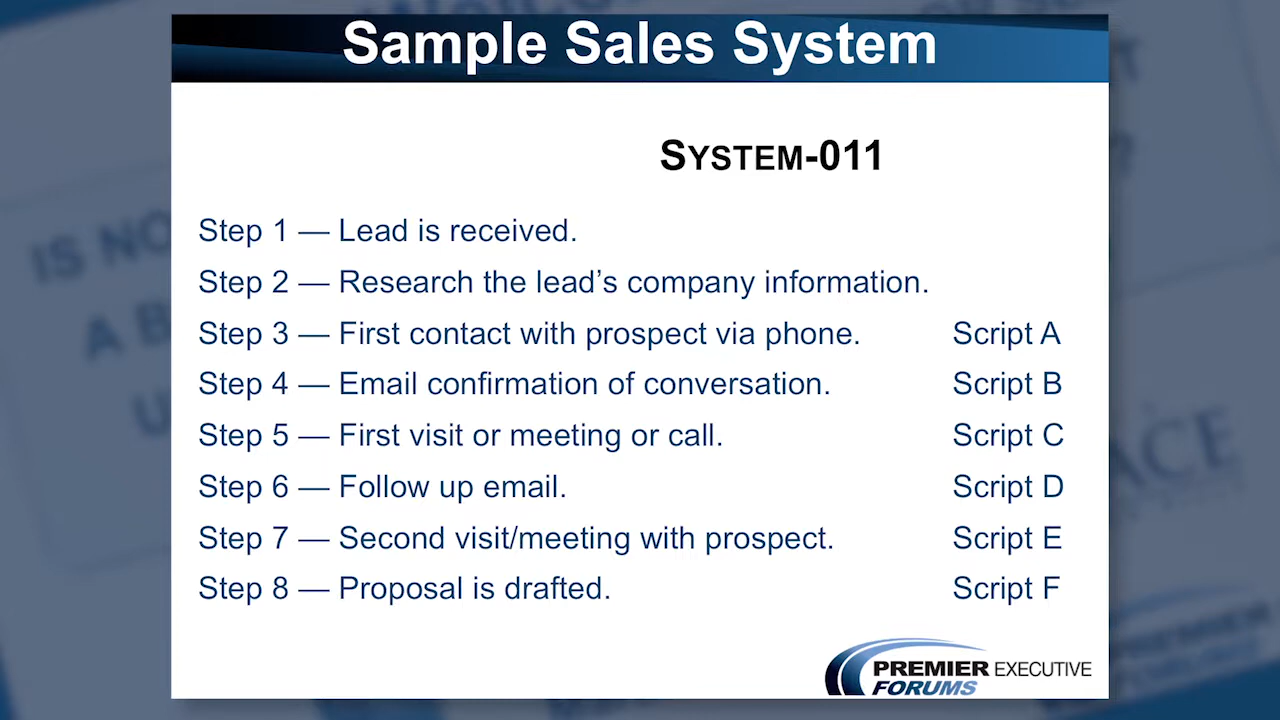 Sample Sales System
SYSTEM-011
Step 1 — Lead is received.
Step 2 — Research the lead’s company information.
Step 3 — First contact with prospect via phone. Script A
Step 4 — Email confirmation of conversation. Script B
Step 5 — First visit or meeting or call. Script C
Step 6 — Follow up email. Script D
Step 7 — Second visit/meeting with prospect. Script E
Step 8 — Proposal is drafted. Script F
PREMIER EXECUTIVE
FORUMS